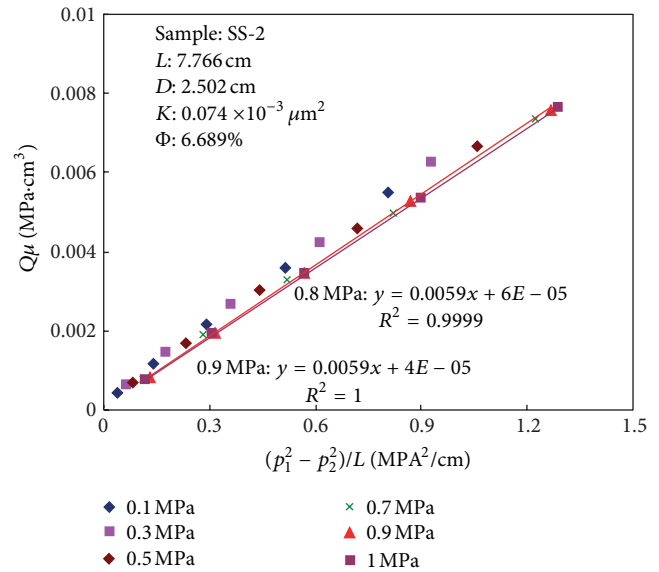 0.01
0.008
0.006
0.004
0.002
0
Qμ (MPa·cm³)
Sample: SS-2
L: 7.766 cm
D: 2.502 cm
K: 0.074 ×10⁻³ μm²
Φ: 6.689%
0.8 MPa: y = 0.0059x + 6E − 05
R² = 0.9999
0.9 MPa: y = 0.0059x + 4E − 05
R² = 1
0 0.3 0.6 0.9 1.2 1.5
(p₁² − p₂²)/L (MPA²/cm)
0.1 MPa 0.7 MPa
0.3 MPa 0.9 MPa
0.5 MPa 1 MPa